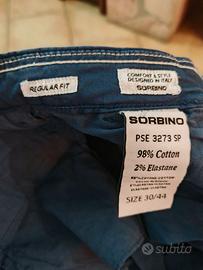 REGULAR FIT
COMFORT & STYLE
DESIGNED IN ITALY
SORBINO
SORBINO
PSE 3273 SP
98% Cotton
2% Elastane
SIZE 30/44
subito